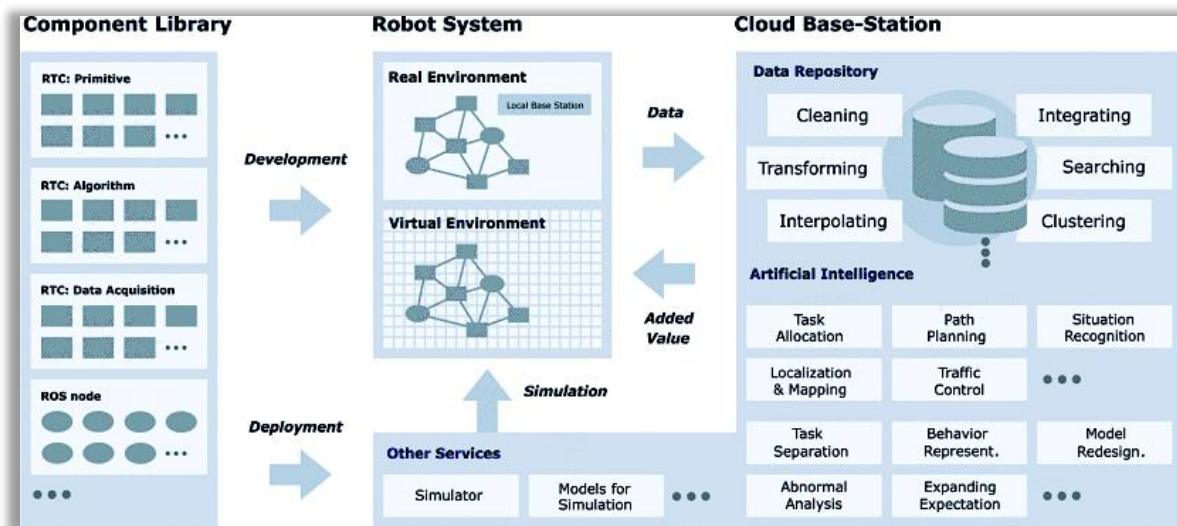 Component Library
RTC: Primitive
RTC: Algorithm
RTC: Data Acquisition
ROS node
Development
Deployment
Robot System
Real Environment
Local Base Station
Virtual Environment
Simulation
Data
Added
Value
Other Services
Simulator
Models for
Simulation
Cloud Base-Station
Data Repository
Cleaning
Integrating
Transforming
Searching
Interpolating
Clustering
Artificial Intelligence
Task
Allocation
Path
Planning
Situation
Recognition
Localization
& Mapping
Traffic
Control
Task
Separation
Behavior
Represent.
Model
Redesign.
Abnormal
Analysis
Expanding
Expectation